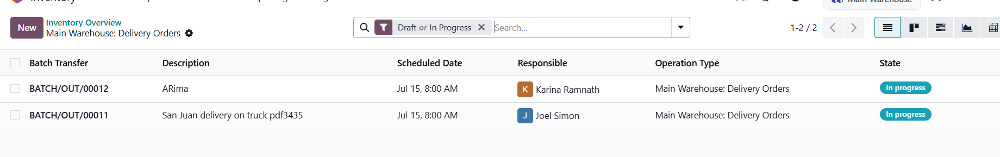 Main Warehouse
New
Inventory Overview
Main Warehouse: Delivery Orders
Draft or In Progress
Search...
1-2 / 2
Batch Transfer Description Scheduled Date Responsible Operation Type State
BATCH/OUT/00012 ARima Jul 15, 8:00 AM K Karina Ramnath Main Warehouse: Delivery Orders In progress
BATCH/OUT/00011 San Juan delivery on truck pdf3435 Jul 15, 8:00 AM J Joel Simon Main Warehouse: Delivery Orders In progress